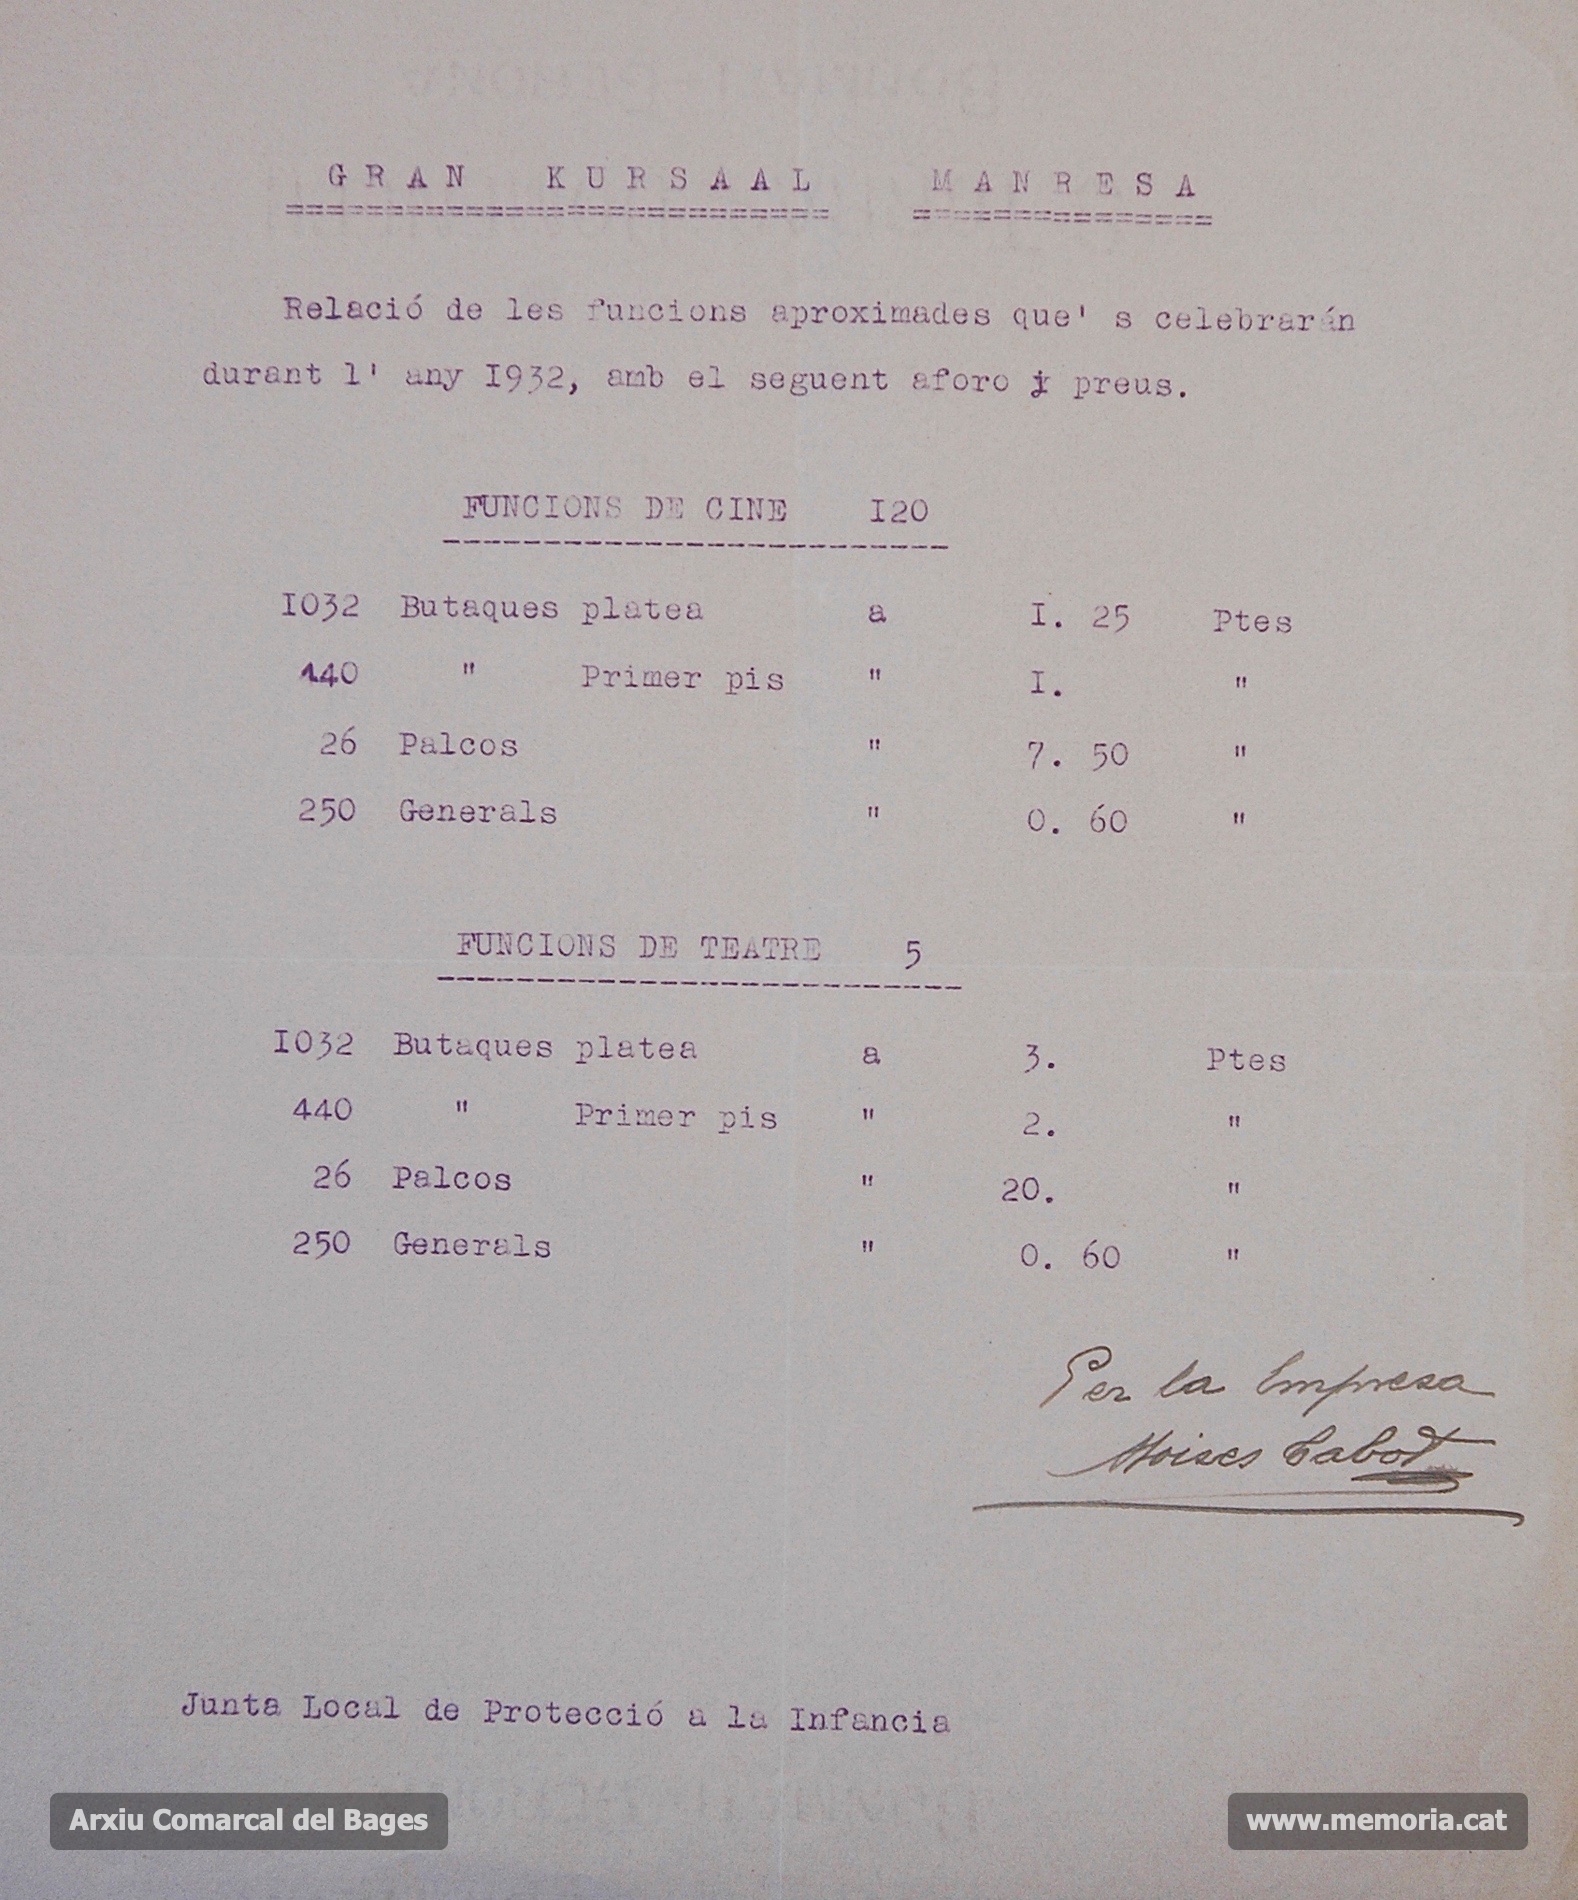 GRAN KURSAAL MANRESA
Relació de les funcions aproximades que' s celebrarán
durant l' any I932, amb el seguent aforo i preus.
FUNCIONS DE CINE I20
I032 Butaques platea a I. 25 Ptes
440 " Primer pis " I. "
26 Palcos " 7. 50 "
250 Generals " 0. 60 "
FUNCIONS DE TEATRE 5
I032 Butaques platea a 3. Ptes
440 " Primer pis " 2. "
26 Palcos " 20. "
250 Generals " 0. 60 "
Per la Empresa
Moises Cabot
Junta Local de Protecció a la Infancia
Arxiu Comarcal del Bages
www.memoria.cat